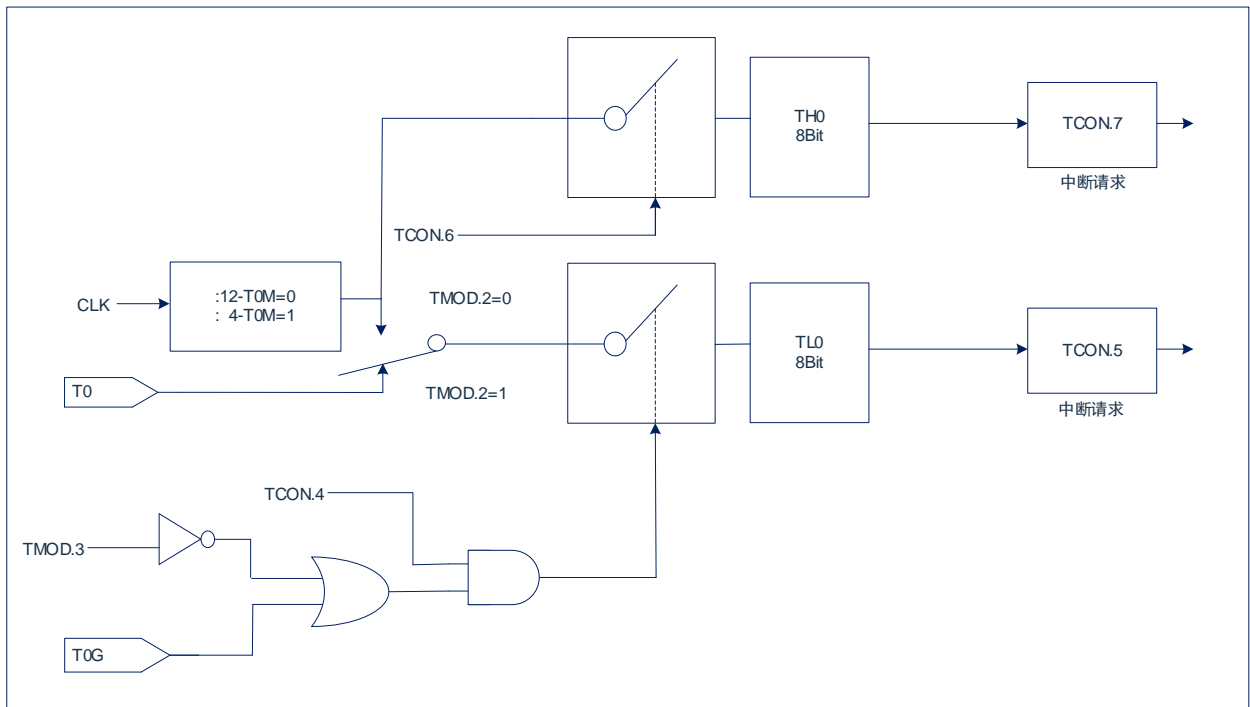 TH0
8Bit
TCON.7
中断请求
TCON.6
CLK
:12-T0M=0
: 4-T0M=1
TMOD.2=0
TL0
8Bit
TCON.5
中断请求
T0
TMOD.2=1
TCON.4
TMOD.3
T0G